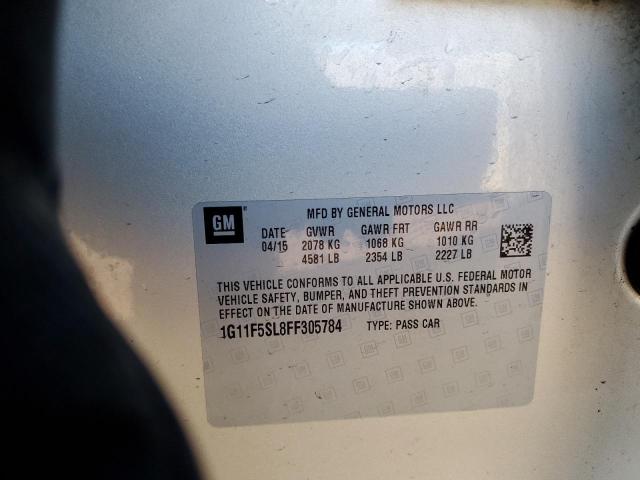 GM
MFD BY GENERAL MOTORS LLC
DATE GVWR GAWR FRT GAWR RR
04/15 2078 KG 1068 KG 1010 KG
4581 LB 2354 LB 2227 LB
THIS VEHICLE CONFORMS TO ALL APPLICABLE U.S. FEDERAL MOTOR
VEHICLE SAFETY, BUMPER, AND THEFT PREVENTION STANDARDS IN
EFFECT ON THE DATE OF MANUFACTURE SHOWN ABOVE.
1G11F5SL8FF305784 TYPE: PASS CAR